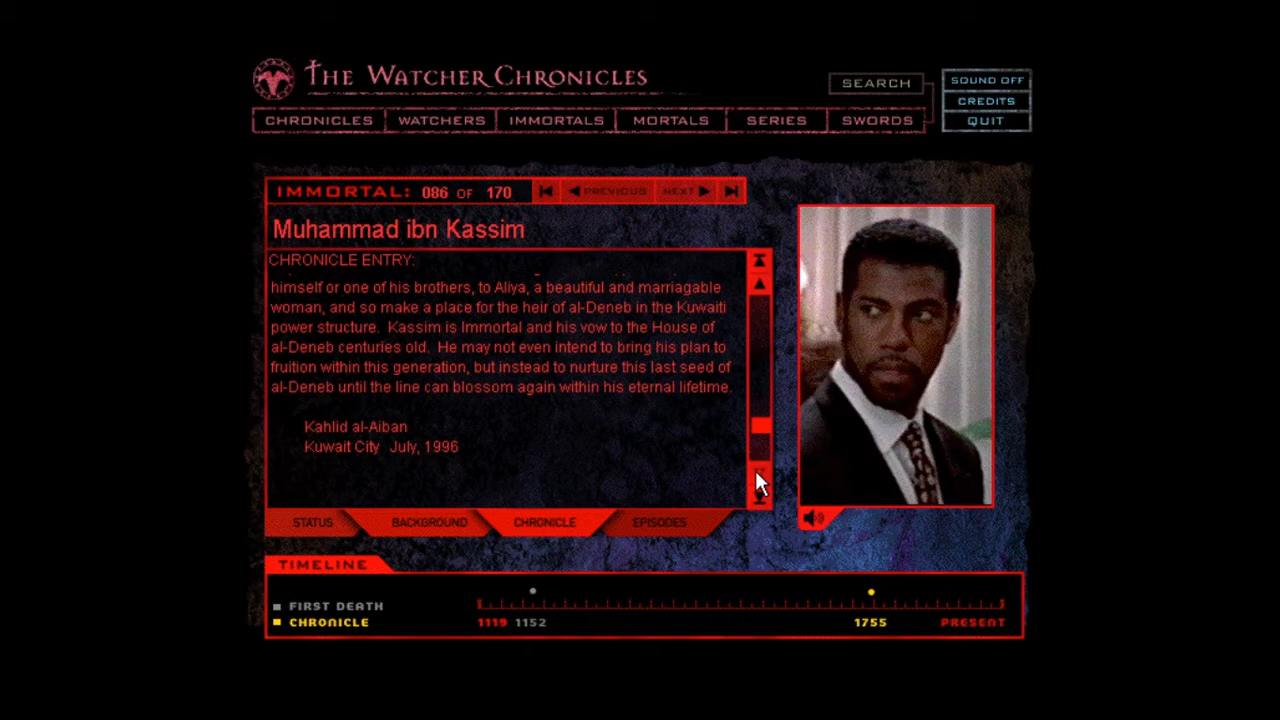 THE WATCHER CHRONICLES
SEARCH
SOUND OFF
CREDITS
QUIT
CHRONICLES
WATCHERS
IMMORTALS
MORTALS
SERIES
SWORDS
IMMORTAL: 086 OF 170
PREVIOUS
NEXT
Muhammad ibn Kassim
CHRONICLE ENTRY:
himself or one of his brothers, to Aliya, a beautiful and marriagable
woman, and so make a place for the heir of al-Deneb in the Kuwaiti
power structure. Kassim is Immortal and his vow to the House of
al-Deneb centuries old. He may not even intend to bring his plan to
fruition within this generation, but instead to nurture this last seed of
al-Deneb until the line can blossom again within his eternal lifetime.
Kahlid al-Aiban
Kuwait City July, 1996
STATUS
BACKGROUND
CHRONICLE
EPISODES
TIMELINE
FIRST DEATH
CHRONICLE
1119 1152 1755 PRESENT